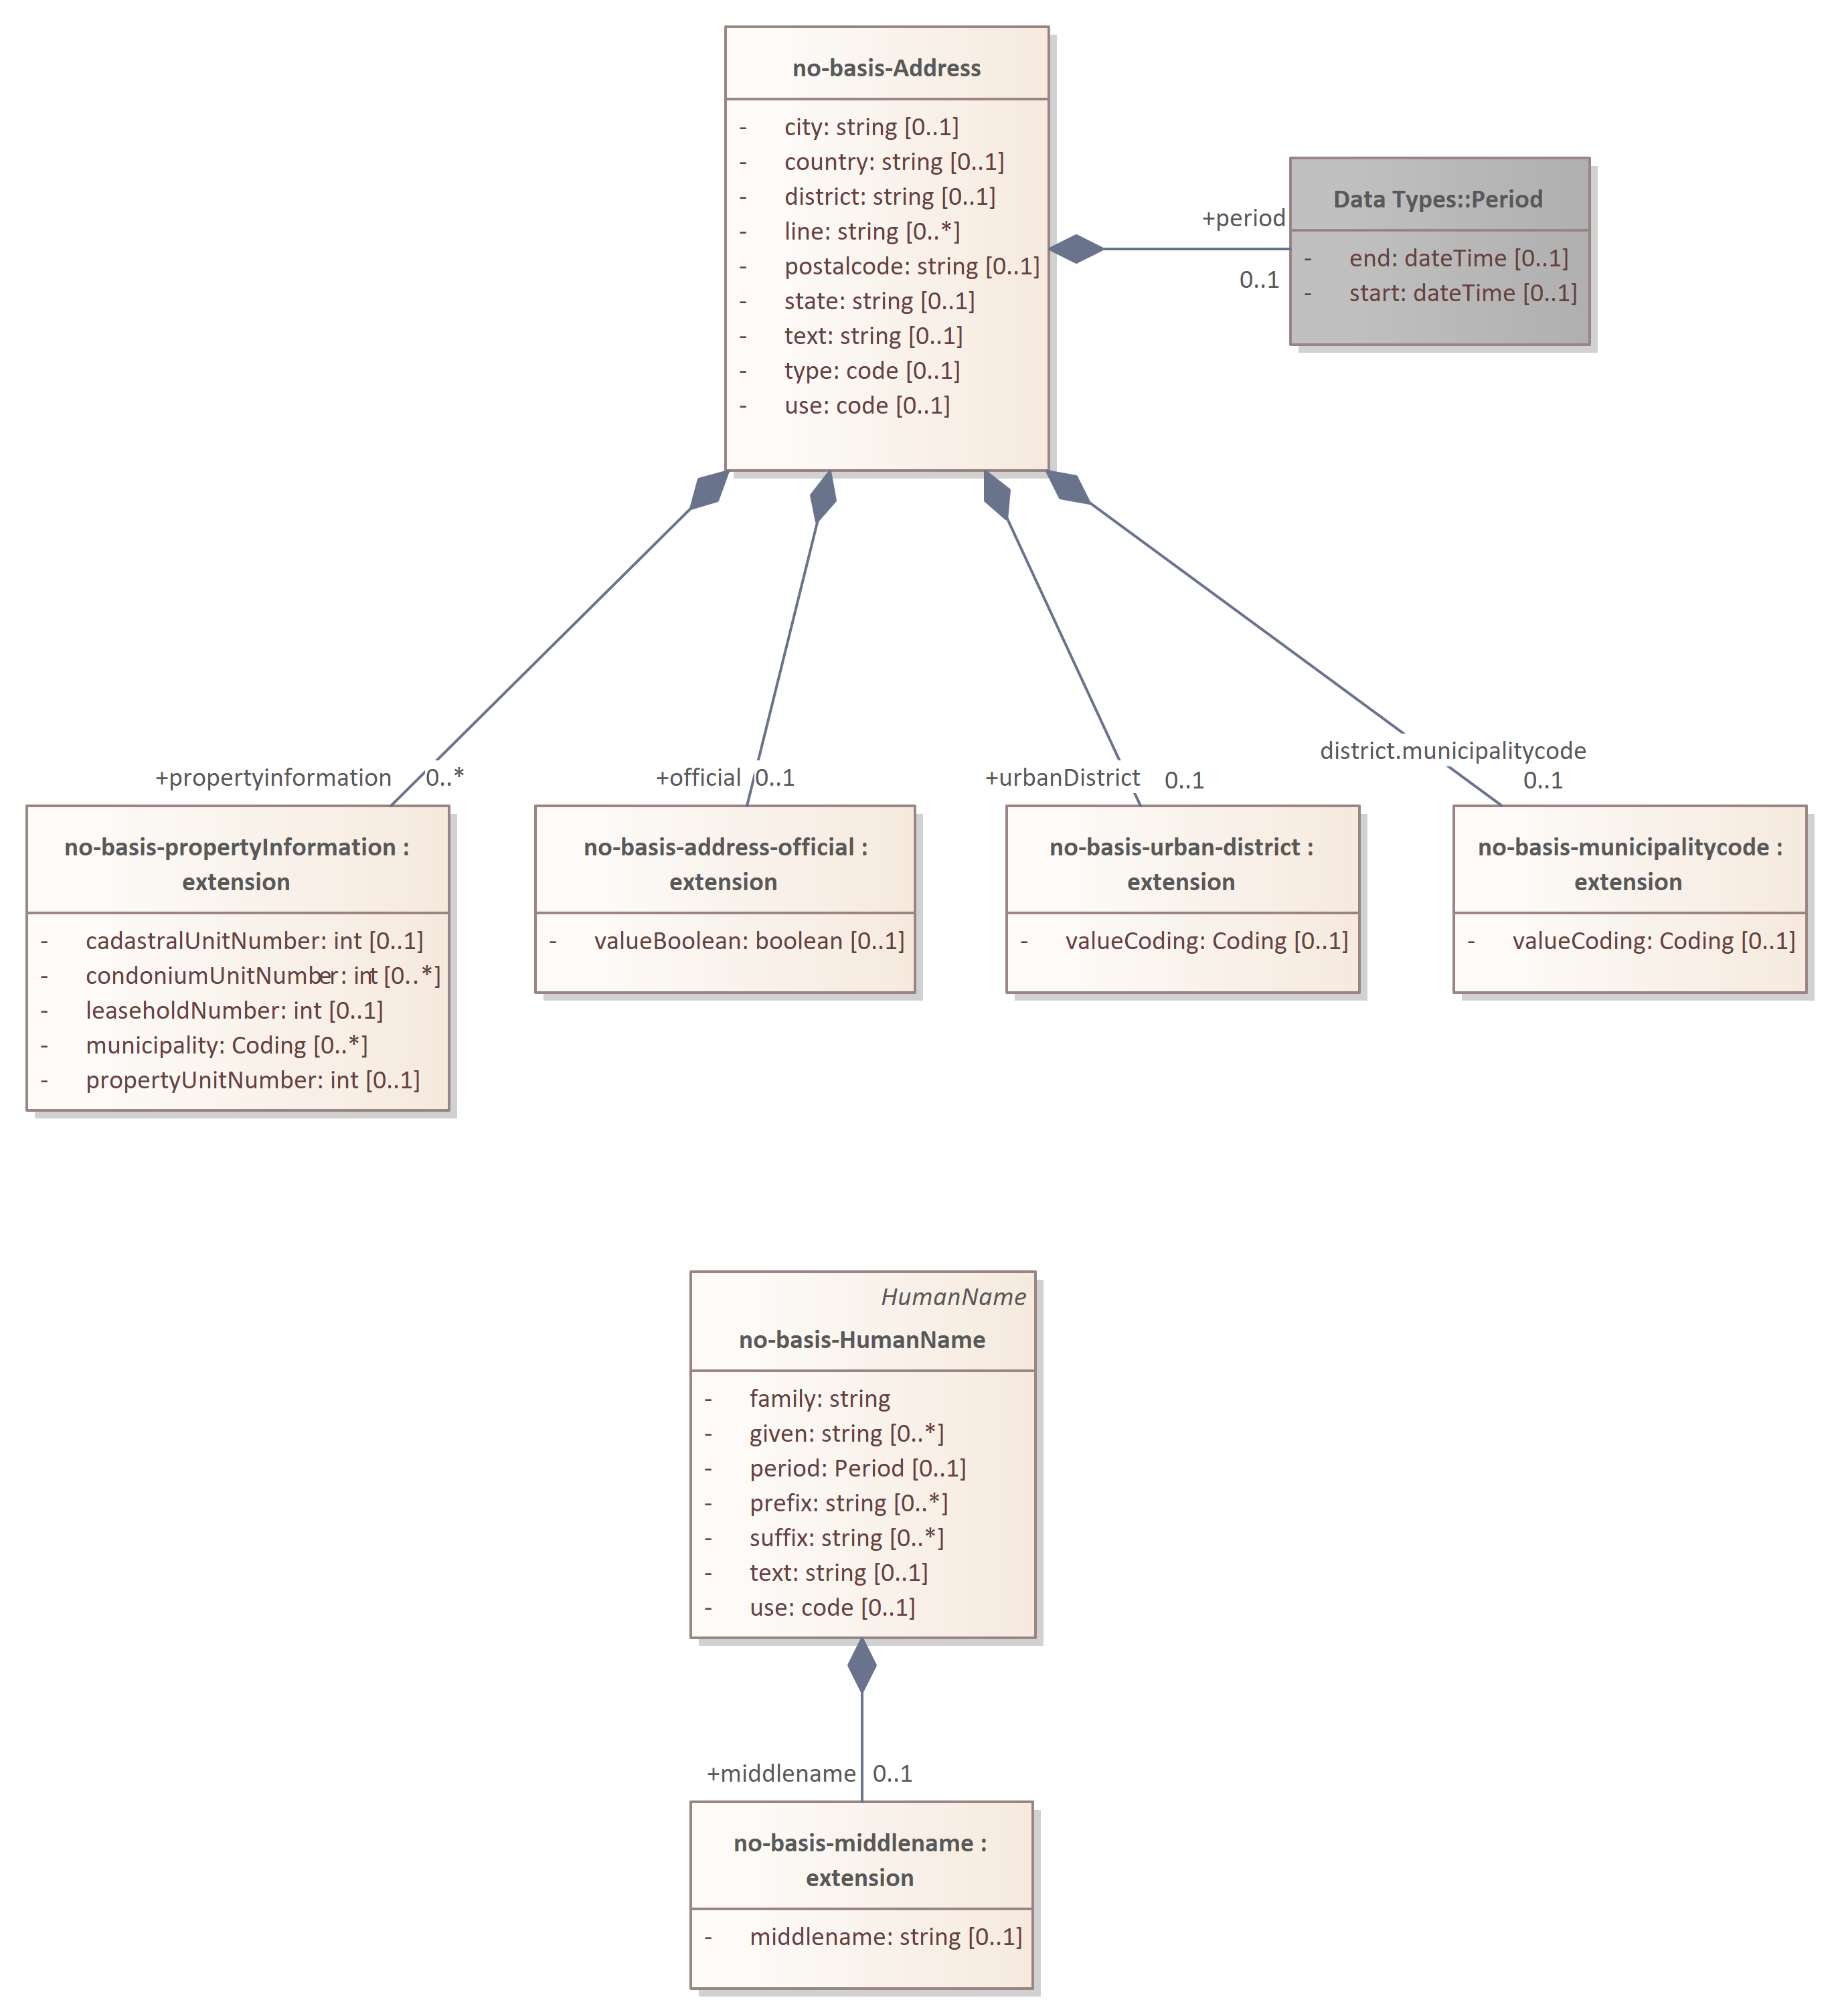 no-basis-Address
- city: string [0..1]
- country: string [0..1]
- district: string [0..1]
- line: string [0..*]
- postalcode: string [0..1]
- state: string [0..1]
- text: string [0..1]
- type: code [0..1]
- use: code [0..1]
+period
0..1
Data Types::Period
- end: dateTime [0..1]
- start: dateTime [0..1]
+propertyinformation 0..*
+official 0..1
+urbanDistrict 0..1
district.municipalitycode
0..1
no-basis-propertyInformation :
extension
- cadastralUnitNumber: int [0..1]
- condoniumUnitNumber: int [0..*]
- leaseholdNumber: int [0..1]
- municipality: Coding [0..*]
- propertyUnitNumber: int [0..1]
no-basis-address-official :
extension
- valueBoolean: boolean [0..1]
no-basis-urban-district :
extension
- valueCoding: Coding [0..1]
no-basis-municipalitycode :
extension
- valueCoding: Coding [0..1]
HumanName
no-basis-HumanName
- family: string
- given: string [0..*]
- period: Period [0..1]
- prefix: string [0..*]
- suffix: string [0..*]
- text: string [0..1]
- use: code [0..1]
+middlename 0..1
no-basis-middlename :
extension
- middlename: string [0..1]